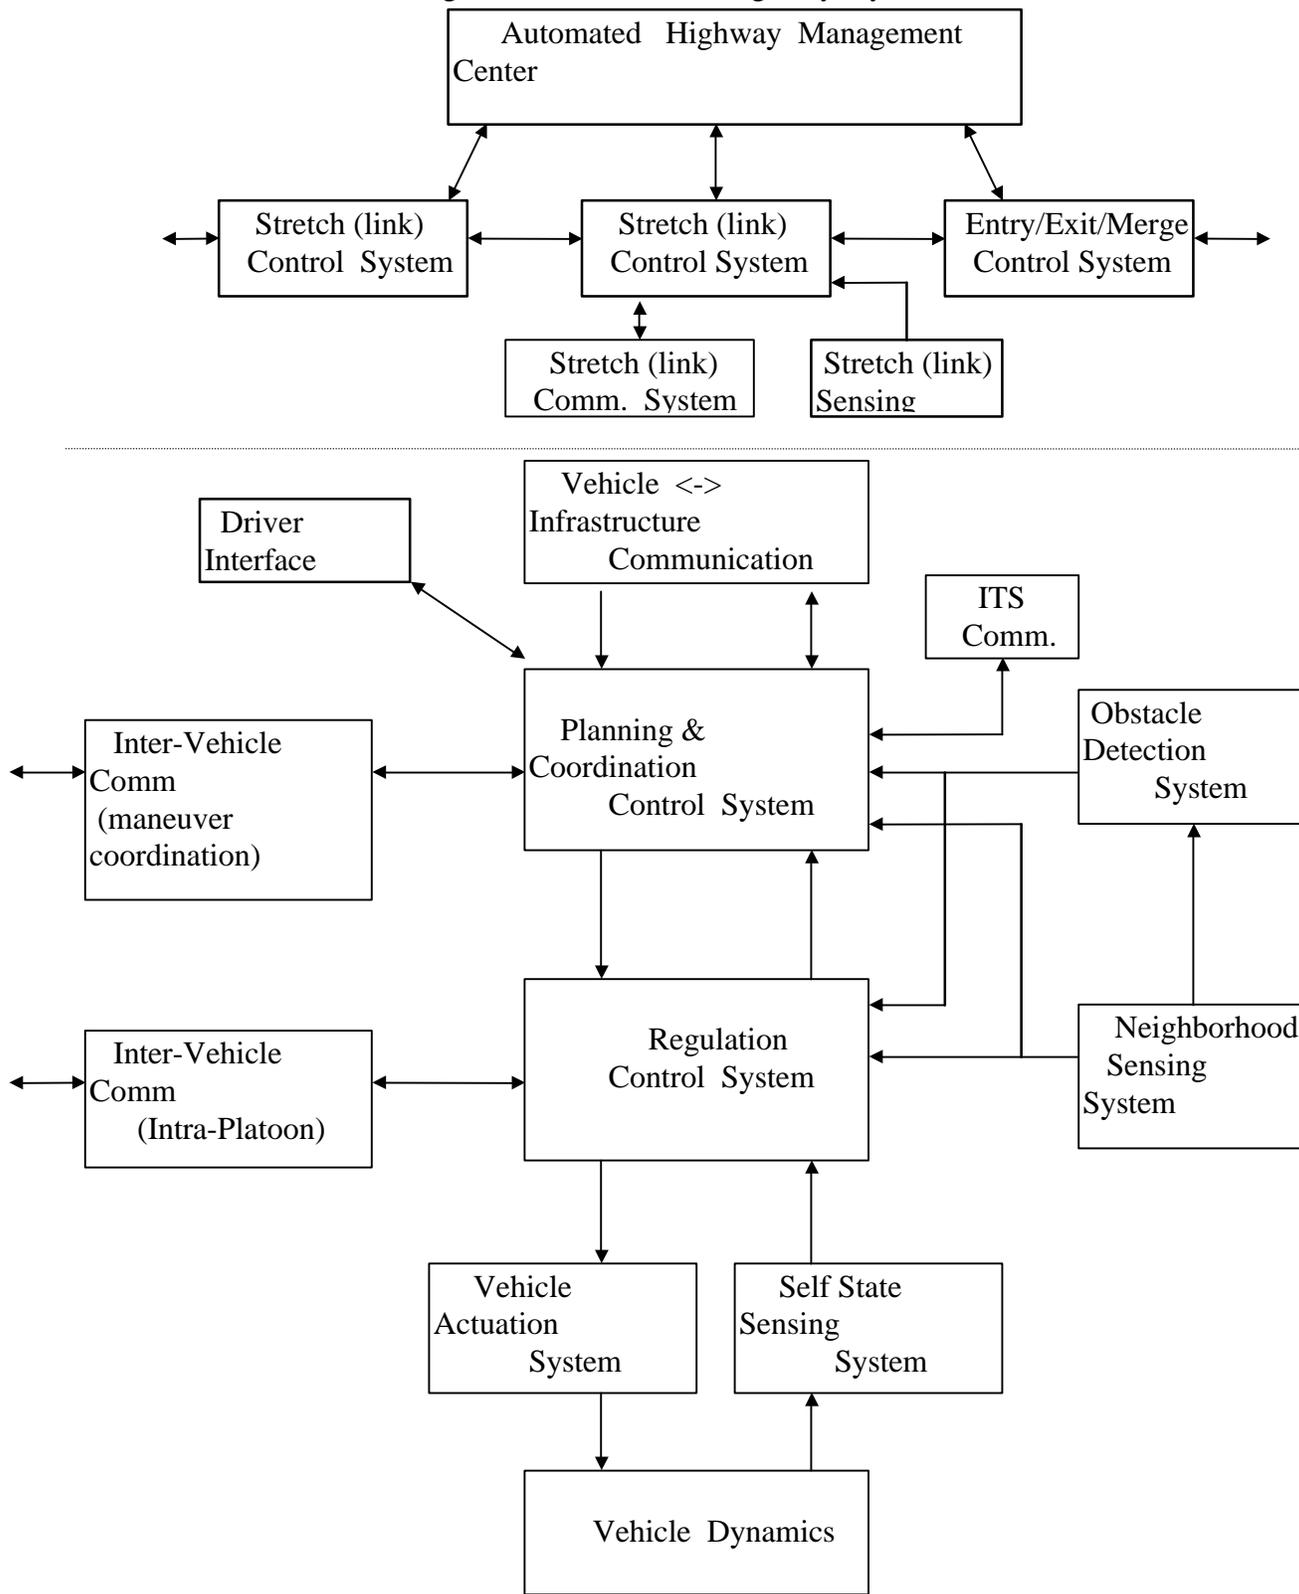 Automated Highway Management
Center
Stretch (link)
Control System
Stretch (link)
Control System
Entry/Exit/Merge
Control System
Stretch (link)
Comm. System
Stretch (link)
Sensing
Vehicle <->
Infrastructure
Communication
Driver
Interface
ITS
Comm.
Planning &
Coordination
Control System
Obstacle
Detection
System
Inter-Vehicle
Comm
(maneuver
coordination)
Regulation
Control System
Neighborhood
Sensing
System
Inter-Vehicle
Comm
(Intra-Platoon)
Vehicle
Actuation
System
Self State
Sensing
System
Vehicle Dynamics